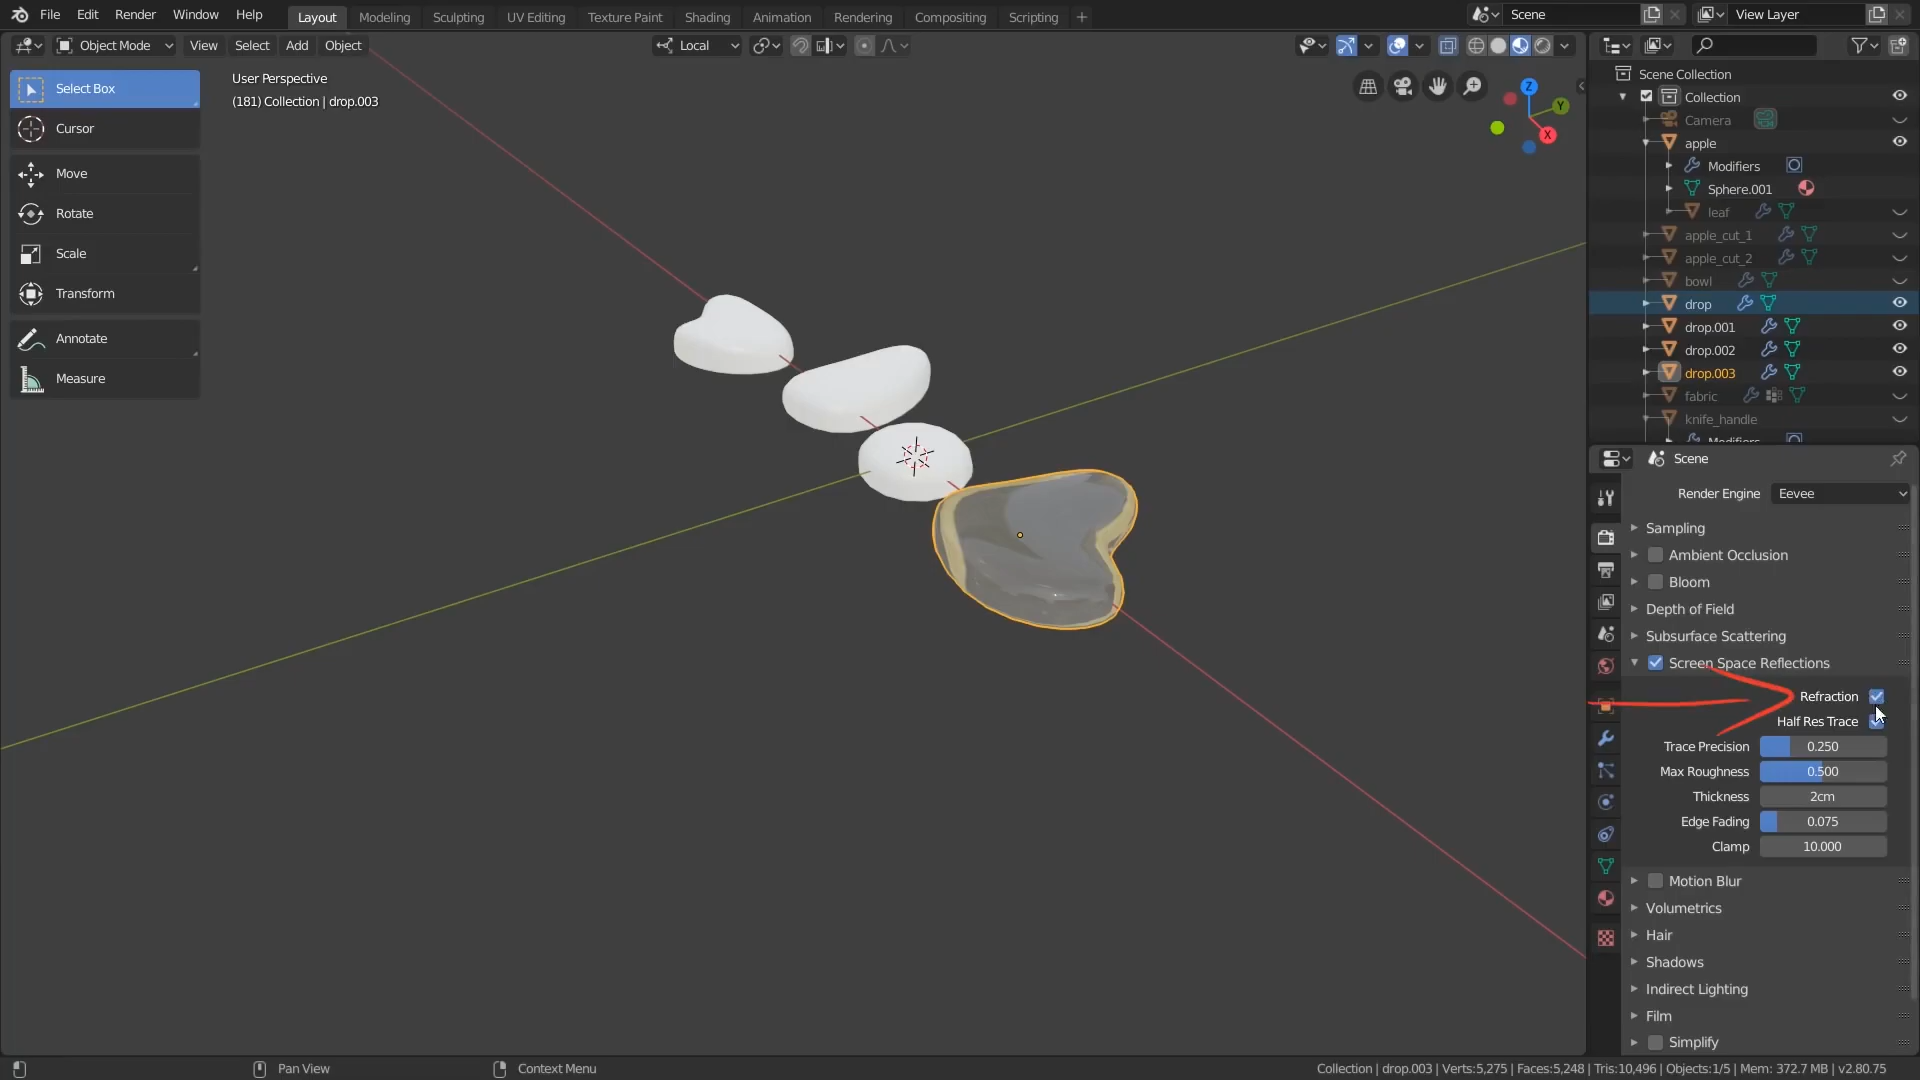 File Edit Render Window Help Layout Modeling Sculpting UV Editing Texture Paint Shading Animation Rendering Compositing Scripting + Scene View Layer
Object Mode View Select Add Object Local
User Perspective
(181) Collection | drop.003
Select Box
Cursor
Move
Rotate
Scale
Transform
Annotate
Measure
Z
Y
X
Scene Collection
Collection
Camera
apple
Modifiers
Sphere.001
leaf
apple_cut_1
apple_cut_2
bowl
drop
drop.001
drop.002
drop.003
fabric
knife_handle
Modifiers
Scene
Render Engine Eevee
Sampling
Ambient Occlusion
Bloom
Depth of Field
Subsurface Scattering
Screen Space Reflections
Refraction
Half Res Trace
Trace Precision 0.250
Max Roughness 0.500
Thickness 2cm
Edge Fading 0.075
Clamp 10.000
Motion Blur
Volumetrics
Hair
Shadows
Indirect Lighting
Film
Simplify
Pan View Context Menu Collection | drop.003 | Verts:5,275 | Faces:5,248 | Tris:10,496 | Objects:1/5 | Mem: 372.7 MB | v2.80.75